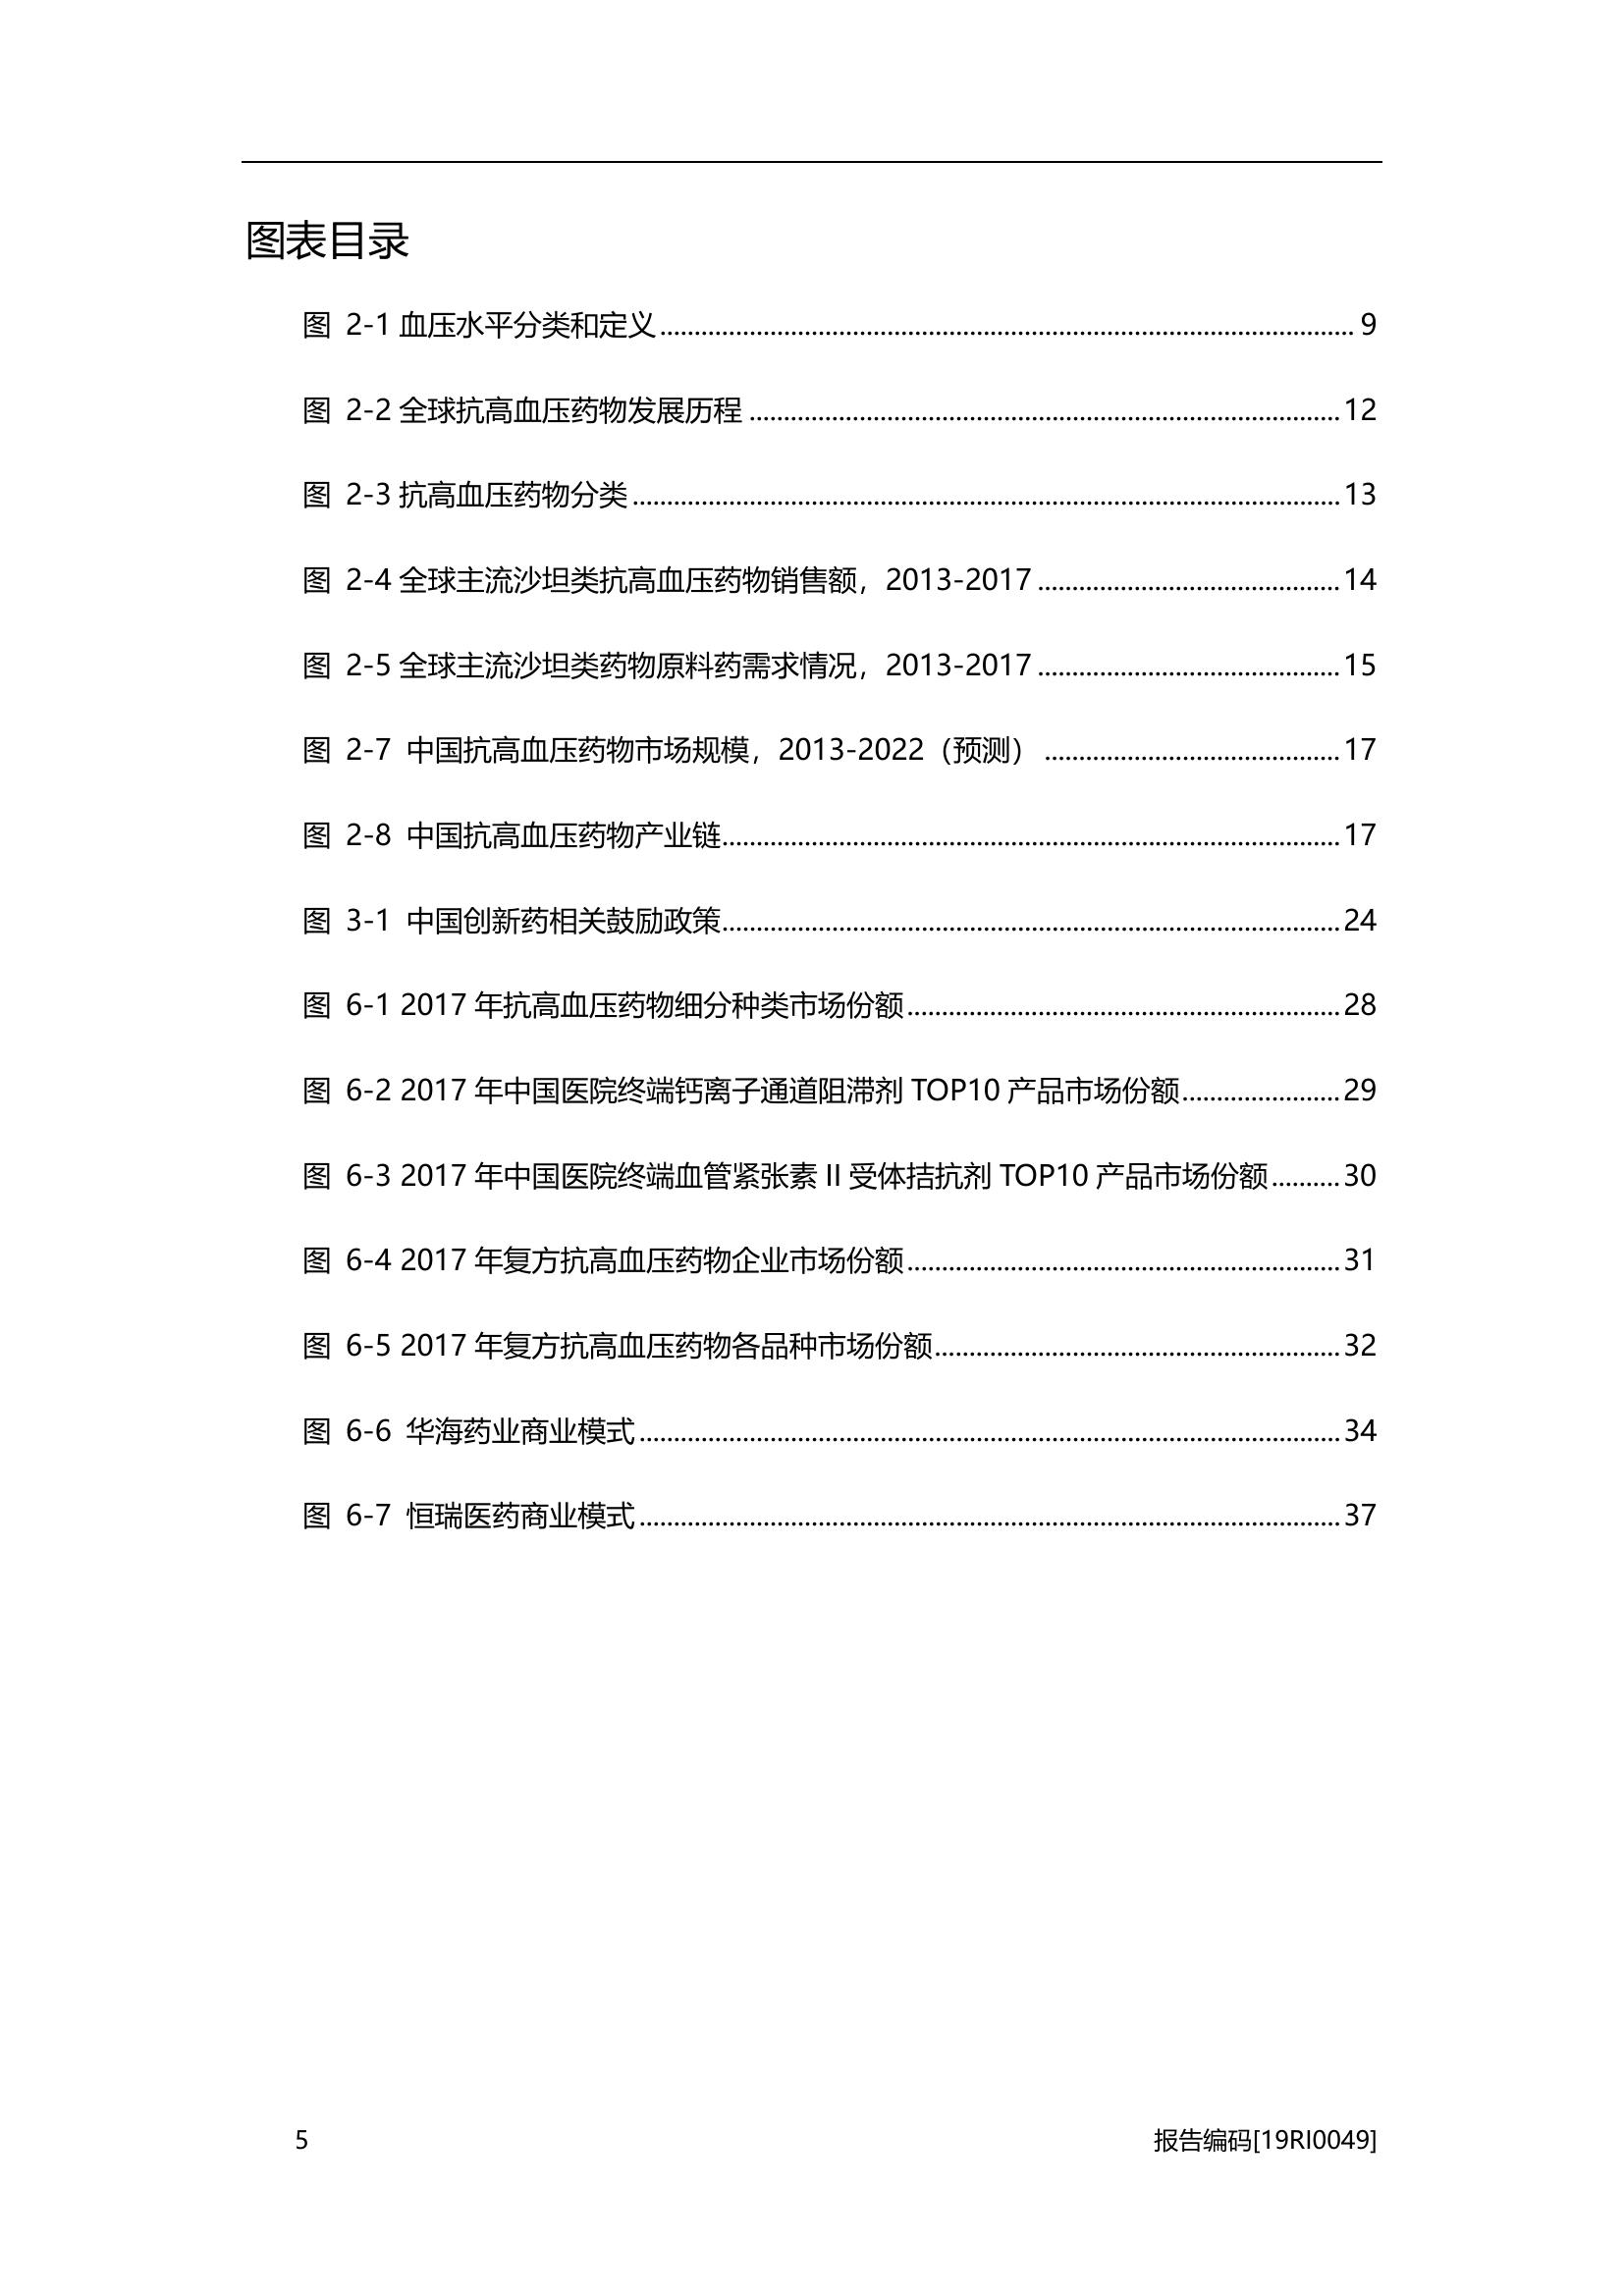 图表目录
图 2-1 血压水平分类和定义 ........ 9
图 2-2 全球抗高血压药物发展历程 ........ 12
图 2-3 抗高血压药物分类 ........ 13
图 2-4 全球主流沙坦类抗高血压药物销售额，2013-2017 ........ 14
图 2-5 全球主流沙坦类药物原料药需求情况，2013-2017 ........ 15
图 2-7 中国抗高血压药物市场规模，2013-2022（预测） ........ 17
图 2-8 中国抗高血压药物产业链 ........ 17
图 3-1 中国创新药相关鼓励政策 ........ 24
图 6-1 2017 年抗高血压药物细分种类市场份额 ........ 28
图 6-2 2017 年中国医院终端钙离子通道阻滞剂 TOP10 产品市场份额 ........ 29
图 6-3 2017 年中国医院终端血管紧张素 II 受体拮抗剂 TOP10 产品市场份额 ........ 30
图 6-4 2017 年复方抗高血压药物企业市场份额 ........ 31
图 6-5 2017 年复方抗高血压药物各品种市场份额 ........ 32
图 6-6 华海药业商业模式 ........ 34
图 6-7 恒瑞医药商业模式 ........ 37
5 报告编码[19RI0049]